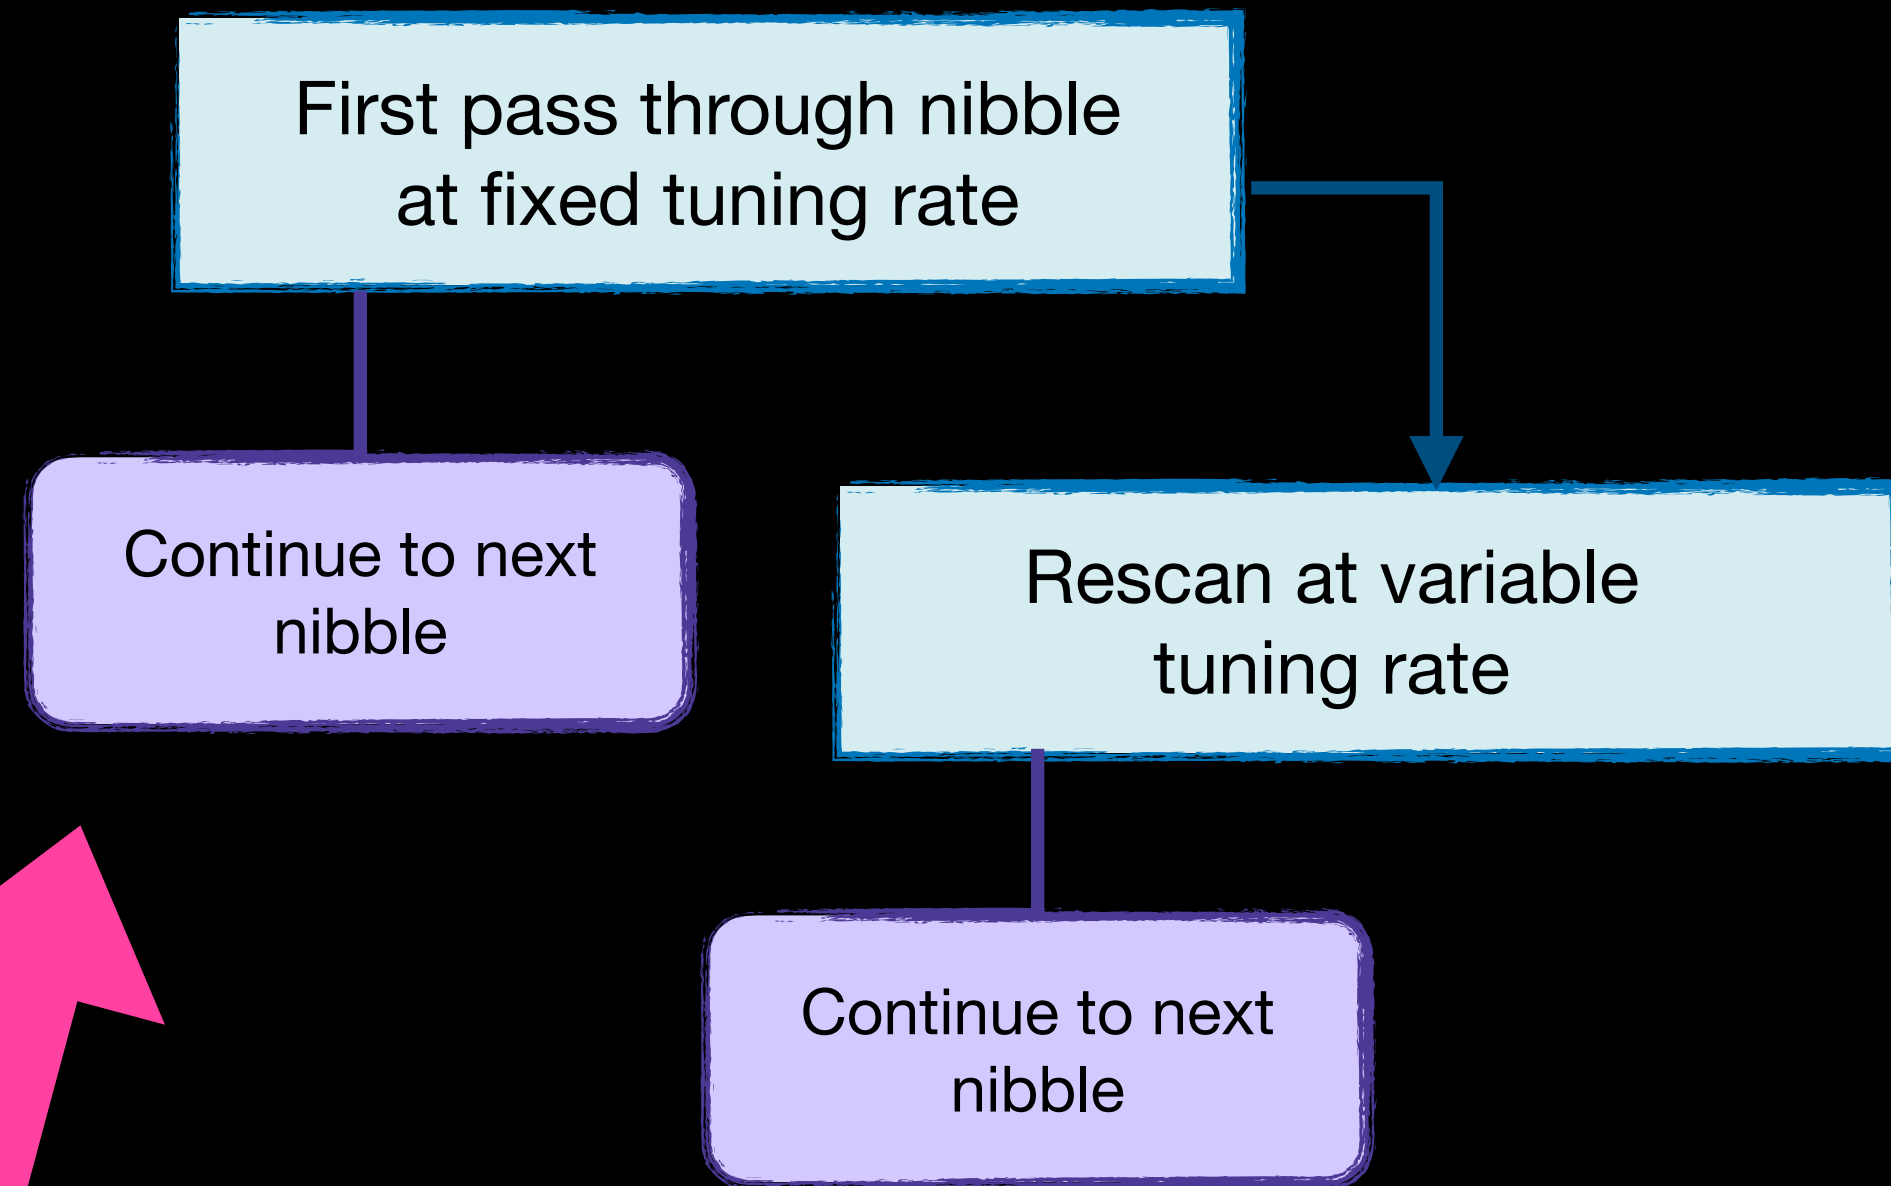 First pass through nibble
at fixed tuning rate
Continue to next
nibble
Rescan at variable
tuning rate
Continue to next
nibble